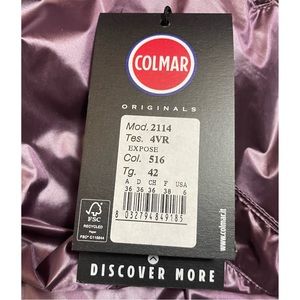 COLMAR
ORIGINALS
Mod. 2114
Tes. 4VR
EXPOSE
Col. 516
Tg. 42
A D CH F USA
36 36 36 38 6
8 032794 849185
FSC
RECYCLED
www.colmar.it
DISCOVER MORE